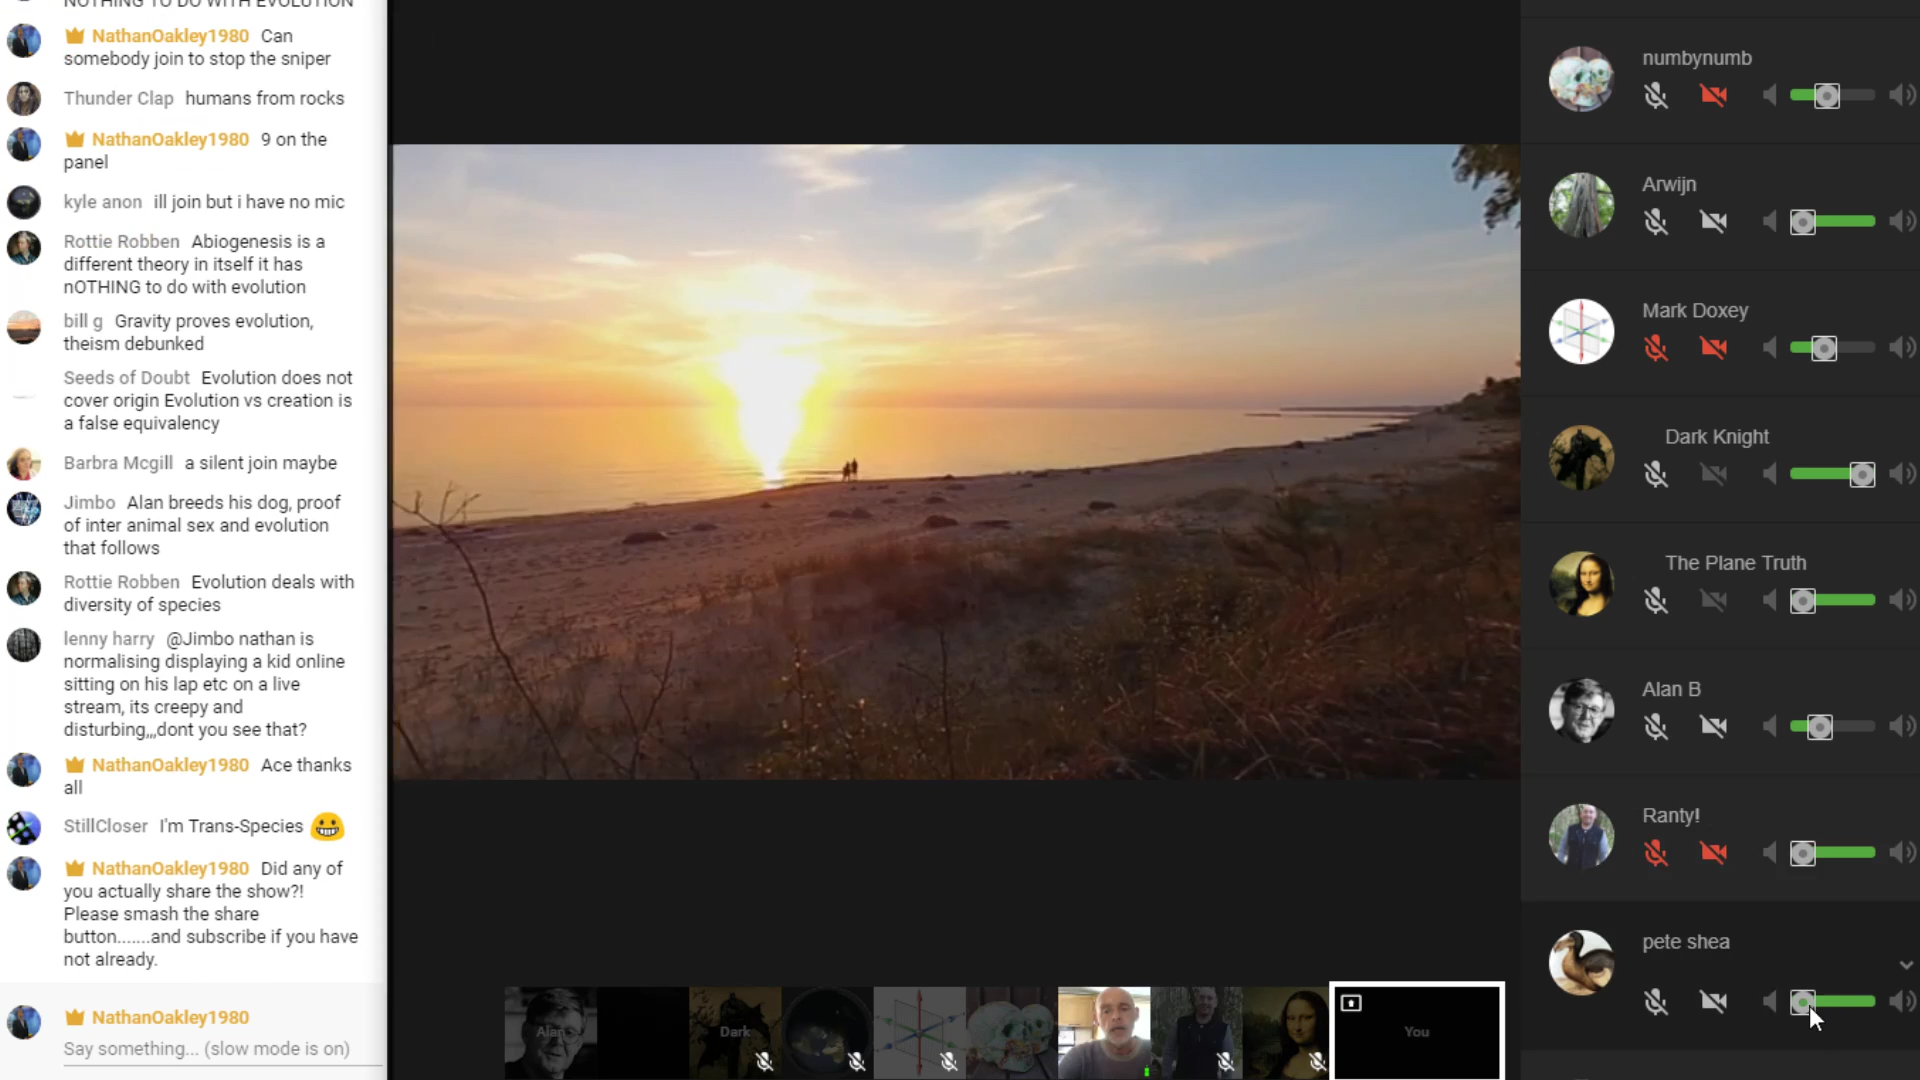 NOTHING TO DO WITH EVOLUTION
NathanOakley1980 Can
somebody join to stop the sniper
Thunder Clap humans from rocks
NathanOakley1980 9 on the
panel
kyle anon ill join but i have no mic
Rottie Robben Abiogenesis is a
different theory in itself it has
nOTHING to do with evolution
bill g Gravity proves evolution,
theism debunked
Seeds of Doubt Evolution does not
cover origin Evolution vs creation is
a false equivalency
Barbra Mcgill a silent join maybe
Jimbo Alan breeds his dog, proof
of inter animal sex and evolution
that follows
Rottie Robben Evolution deals with
diversity of species
lenny harry @Jimbo nathan is
normalising displaying a kid online
sitting on his lap etc on a live
stream, its creepy and
disturbing,,,dont you see that?
NathanOakley1980 Ace thanks
all
StillCloser I'm Trans-Species
NathanOakley1980 Did any of
you actually share the show?!
Please smash the share
button.......and subscribe if you have
not already.
NathanOakley1980
Say something... (slow mode is on)
Alan
Dark
You
numbynumb
Arwijn
Mark Doxey
Dark Knight
The Plane Truth
Alan B
Ranty!
pete shea